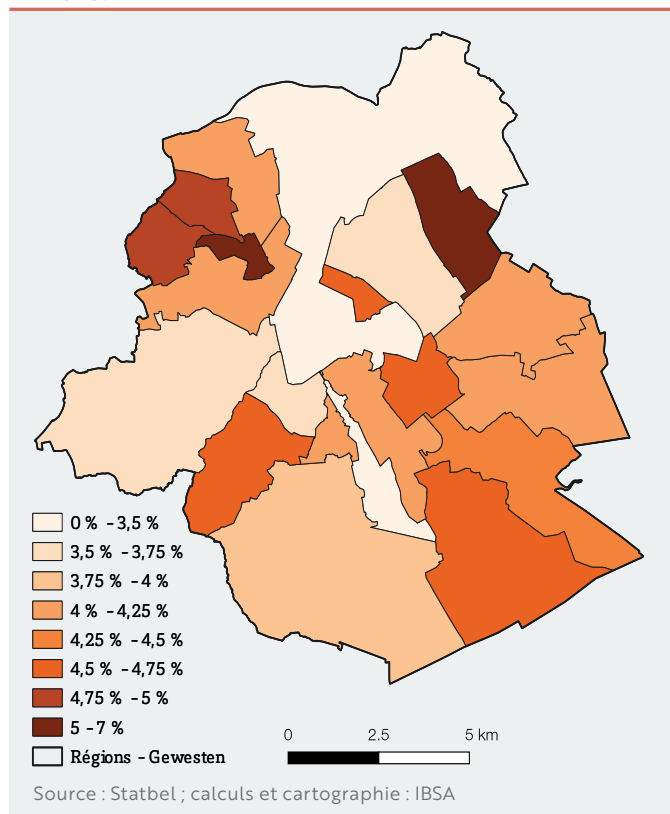 0 % - 3,5 %
3,5 % - 3,75 %
3,75 % - 4 %
4 % - 4,25 %
4,25 % - 4,5 %
4,5 % - 4,75 %
4,75 % - 5 %
5 - 7 %
Régions - Gewesten
0 2.5 5 km
Source : Statbel ; calculs et cartographie : IBSA